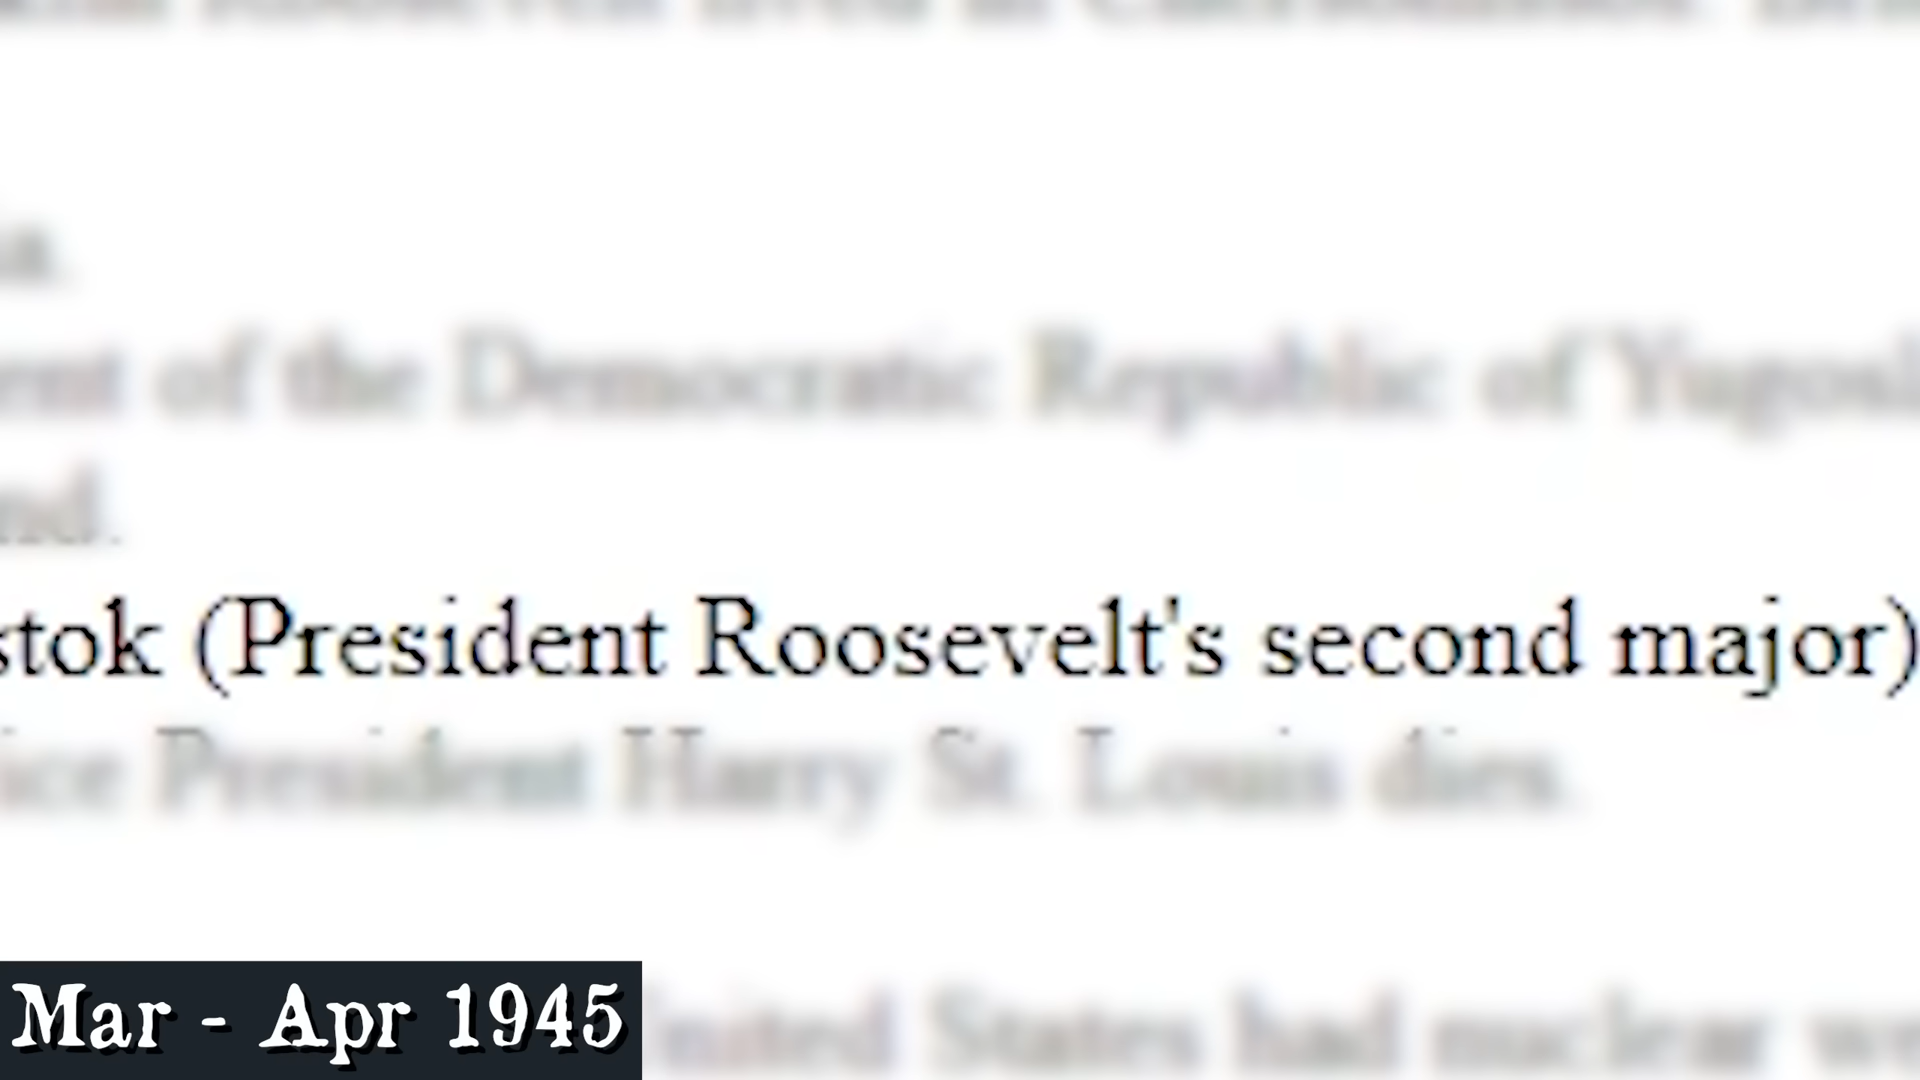 a.
ent of the Democratic Republic of Yugosl
nd.
stok (President Roosevelt's second major)
ice President Harry St. Louis dies.
Mar - Apr 1945
United States had nuclear